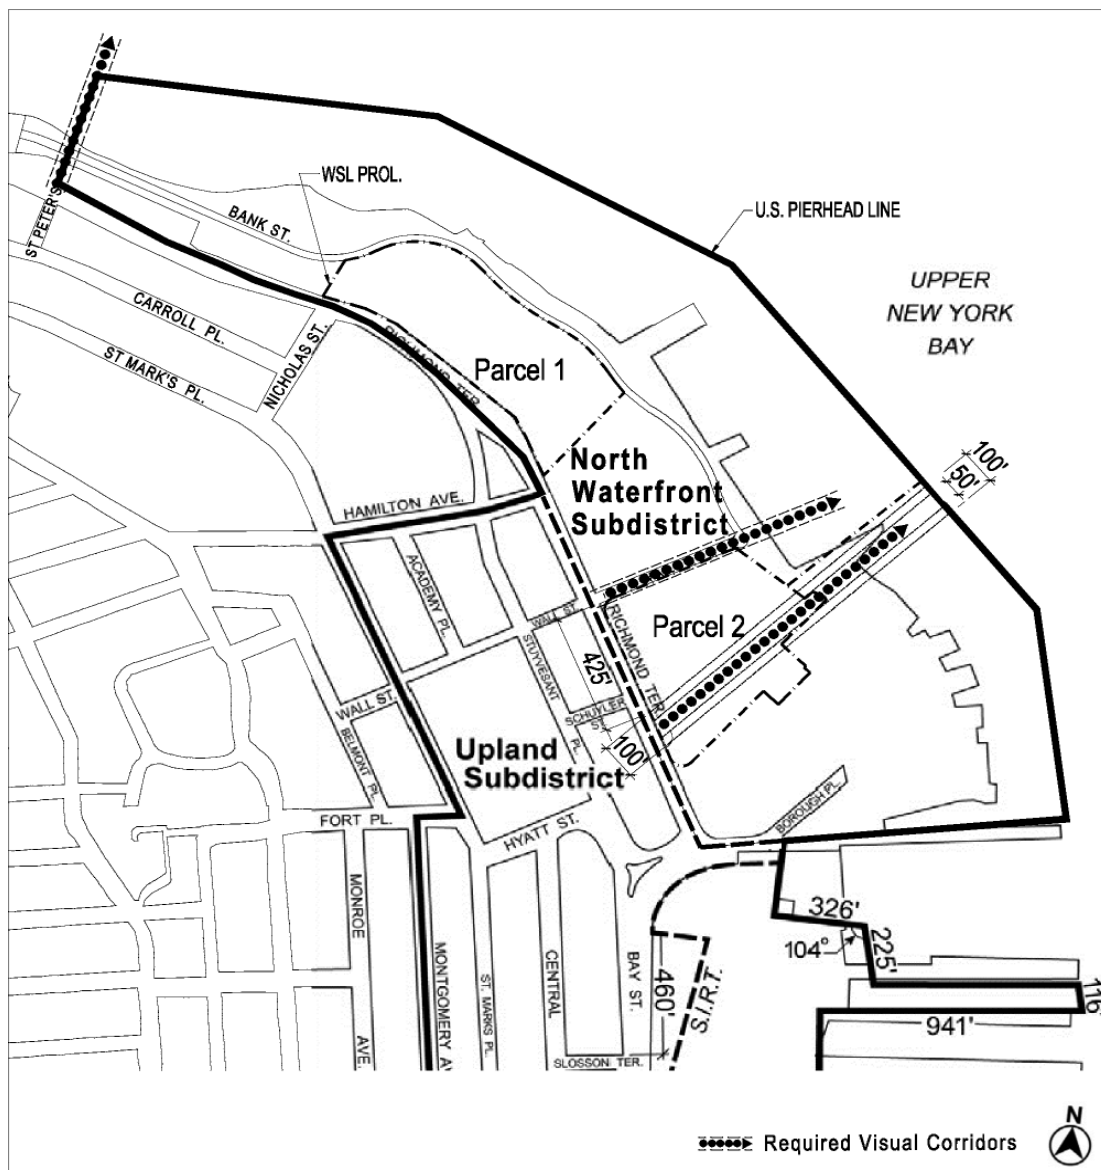 WSL PROL.
ST PETER'S
BANK ST.
U.S. PIERHEAD LINE
UPPER
NEW YORK
BAY
CARROLL PL.
NICHOLAS ST.
RICHMOND TER.
ST MARK'S PL.
Parcel 1
North
Waterfront
Subdistrict
100'
50'
HAMILTON AVE.
ACADEMY PL.
WALL ST.
RICHMOND TER.
Parcel 2
STUYVESANT
PL.
425'
WALL ST.
SCHUYLER
ST.
100'
BELMONT PL.
Upland
Subdistrict
BOROUGH PL.
FORT PL.
HYATT ST.
MONROE
AVE.
MONTGOMERY AV
ST. MARKS PL.
CENTRAL
BAY ST.
460'
S.I.R.T.
326'
104°
225'
116'
941'
SLOSSON TER.
N
Required Visual Corridors